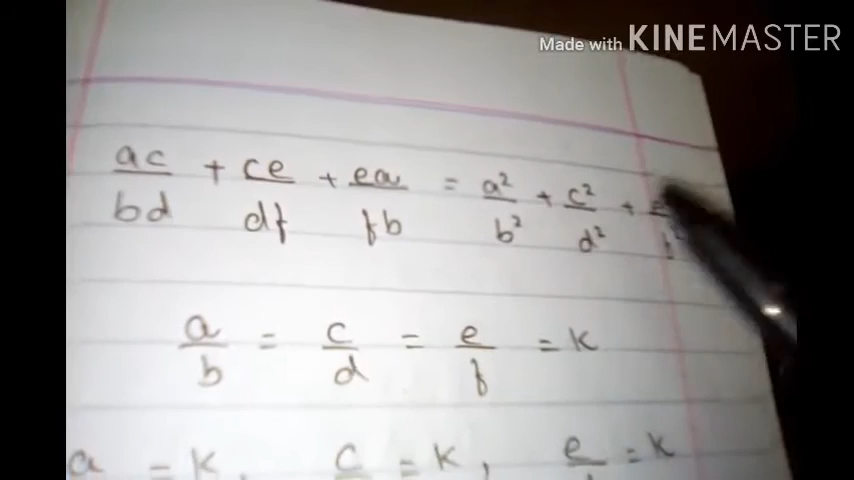 Made with KINEMASTER
ac/bd + ce/df + ea/fb = a²/b² + c²/d² +
a/b = c/d = e/f = k
a = k, c = k, e = k